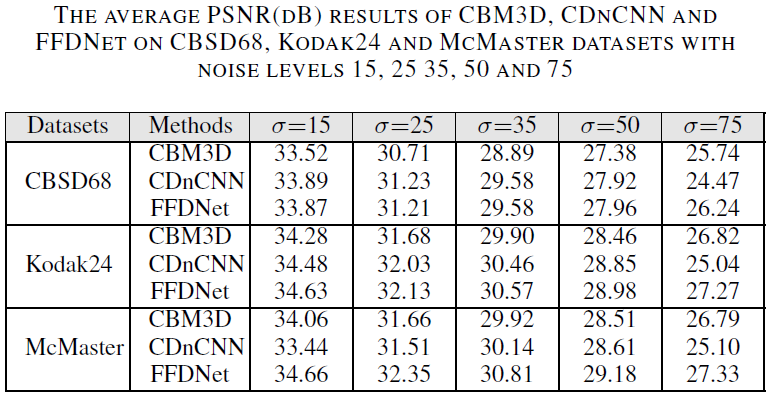 THE AVERAGE PSNR(DB) RESULTS OF CBM3D, CDNCNN AND
FFDNET ON CBSD68, KODAK24 AND MCMASTER DATASETS WITH
NOISE LEVELS 15, 25 35, 50 AND 75
Datasets Methods σ=15 σ=25 σ=35 σ=50 σ=75
CBM3D 33.52 30.71 28.89 27.38 25.74
CBSD68 CDnCNN 33.89 31.23 29.58 27.92 24.47
FFDNet 33.87 31.21 29.58 27.96 26.24
CBM3D 34.28 31.68 29.90 28.46 26.82
Kodak24 CDnCNN 34.48 32.03 30.46 28.85 25.04
FFDNet 34.63 32.13 30.57 28.98 27.27
CBM3D 34.06 31.66 29.92 28.51 26.79
McMaster CDnCNN 33.44 31.51 30.14 28.61 25.10
FFDNet 34.66 32.35 30.81 29.18 27.33